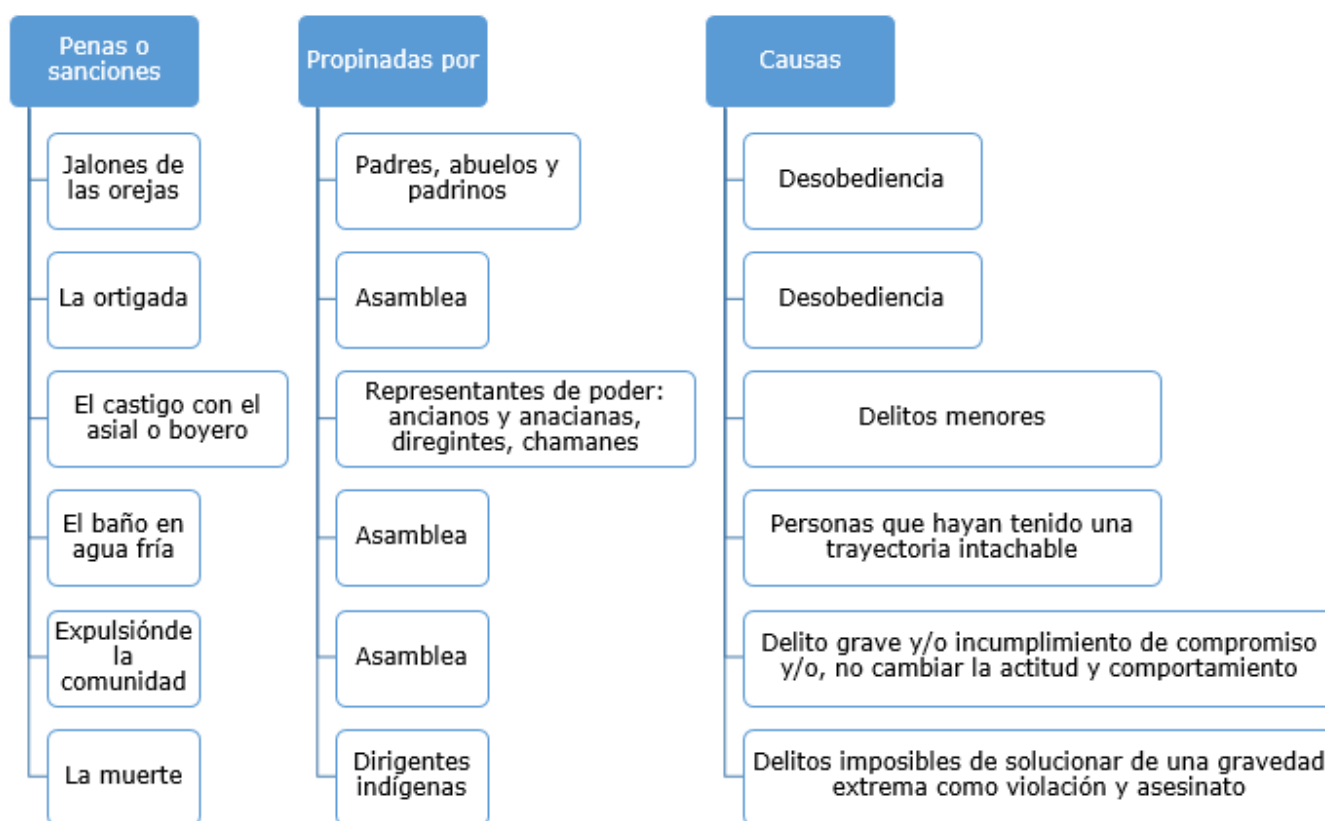 Penas o
sanciones
Propinadas por
Causas
Jalones de
las orejas
Padres, abuelos y
padrinos
Desobediencia
La ortigada
Asamblea
Desobediencia
El castigo con el
asial o boyero
Representantes de poder:
ancianos y anacianas,
diregintes, chamanes
Delitos menores
El baño en
agua fría
Asamblea
Personas que hayan tenido una
trayectoria intachable
Expulsiónde
la
comunidad
Asamblea
Delito grave y/o incumplimiento de compromiso
y/o, no cambiar la actitud y comportamiento
La muerte
Dirigentes
indígenas
Delitos imposibles de solucionar de una gravedad
extrema como violación y asesinato